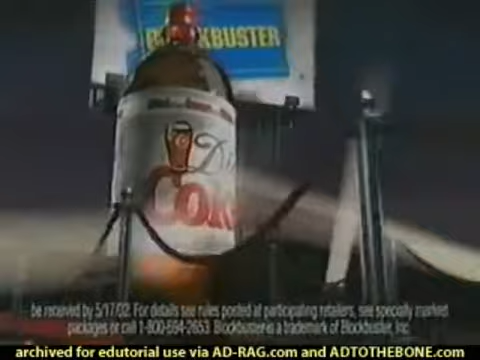 BLOCKBUSTER
Diet
Coke
be received by 5/17/02. For details see rules posted at participating retailers, see specially marked
packages or call 1-800-594-2653. Blockbuster is a trademark of Blockbuster, Inc.
archived for edutorial use via AD-RAG.com and ADTOTHEBONE.com